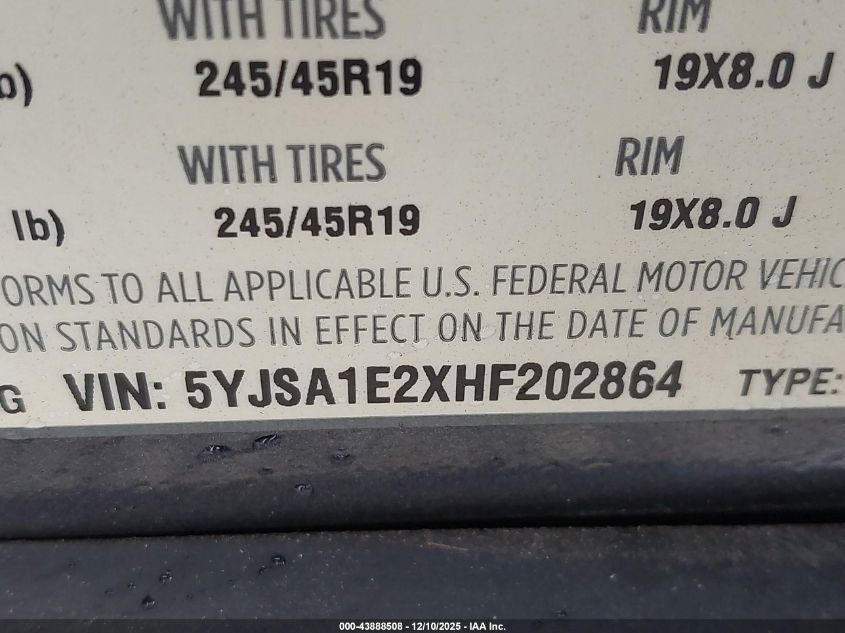 WITH TIRES RIM
245/45R19 19X8.0 J
WITH TIRES RIM
lb) 245/45R19 19X8.0 J
ORMS TO ALL APPLICABLE U.S. FEDERAL MOTOR VEHIC
ON STANDARDS IN EFFECT ON THE DATE OF MANUFA
G VIN: 5YJSA1E2XHF202864 TYPE:
000-43888508 - 12/10/2025 - IAA Inc.